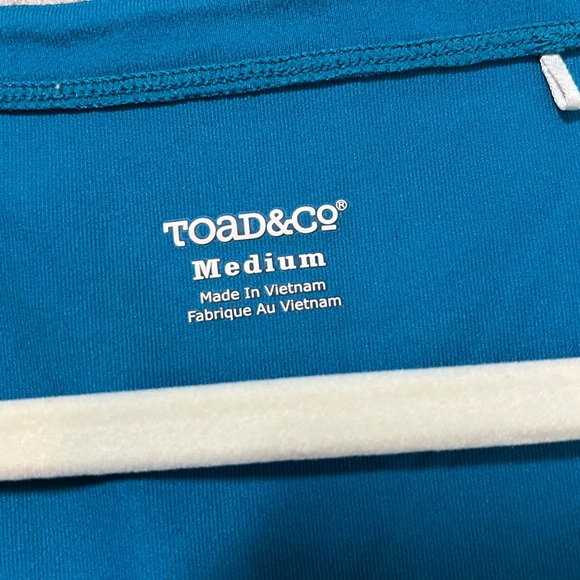 TOAD&CO®
Medium
Made In Vietnam
Fabrique Au Vietnam